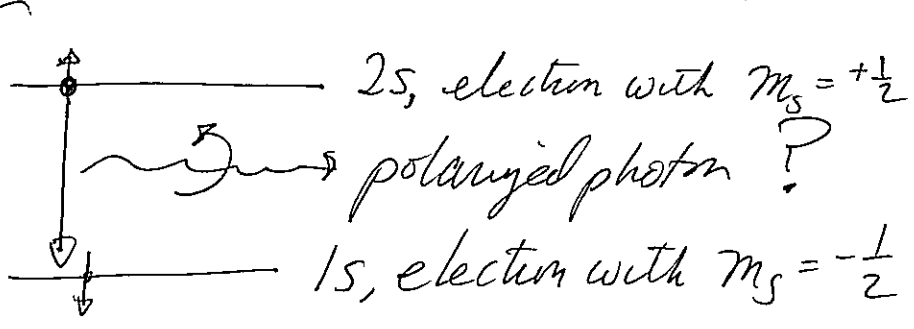 2s, electron with m_s = +1/2
polarized photon ?
1s, electron with m_s = -1/2